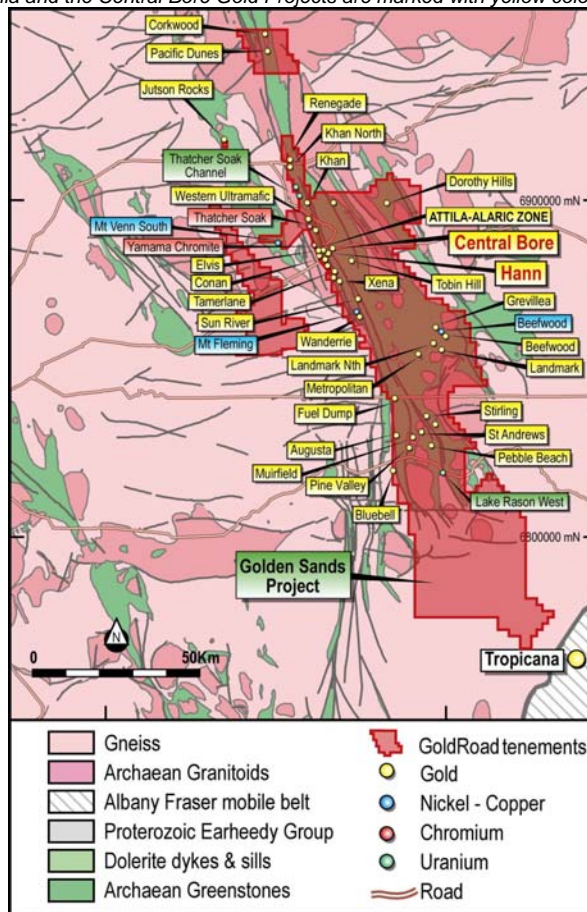 ia and the Central Bore Gold Projects are marked with yellow colo
Corkwood
Pacific Dunes
Jutson Rocks
Renegade
Khan North
Thatcher Soak
Channel
Khan
Western Ultramafic
Dorothy Hills
6900000 mN
Mt Venn South
Thatcher Soak
ATTILA-ALARIC ZONE
Yamama Chromite
Central Bore
Elvis
Hann
Conan
Xena
Tobin Hill
Tamerlane
Grevillea
Sun River
Beefwood
Mt Fleming
Wanderrie
Beefwood
Landmark Nth
Landmark
Metropolitan
Fuel Dump
Stirling
Augusta
St Andrews
Muirfield
Pebble Beach
Pine Valley
Lake Rason West
Bluebell
6800000 mN
Golden Sands
Project
N
0 50Km
Tropicana
Gneiss
Archaean Granitoids
Albany Fraser mobile belt
Proterozoic Earheedy Group
Dolerite dykes & sills
Archaean Greenstones
GoldRoad tenements
Gold
Nickel - Copper
Chromium
Uranium
Road